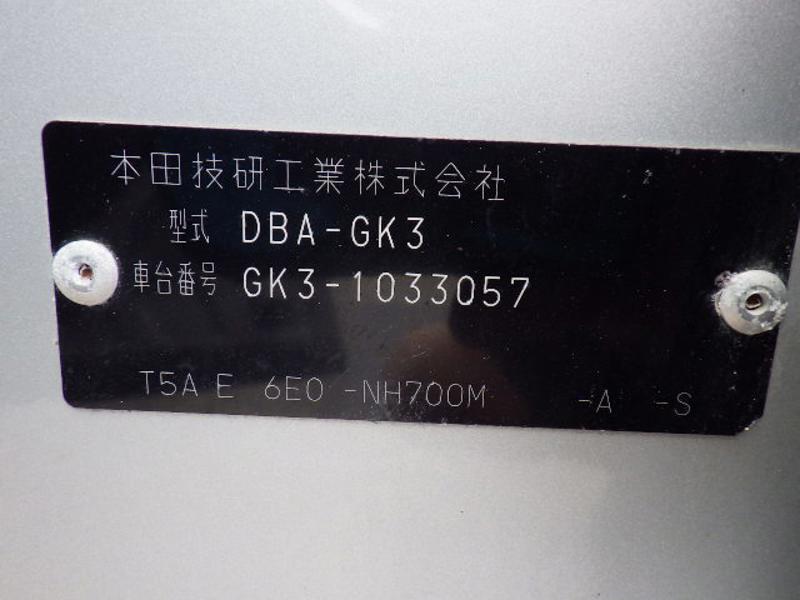 本田技研工業株式会社
型式 DBA-GK3
車台番号 GK3-1033057
T5A E 6E0 -NH700M -A -S